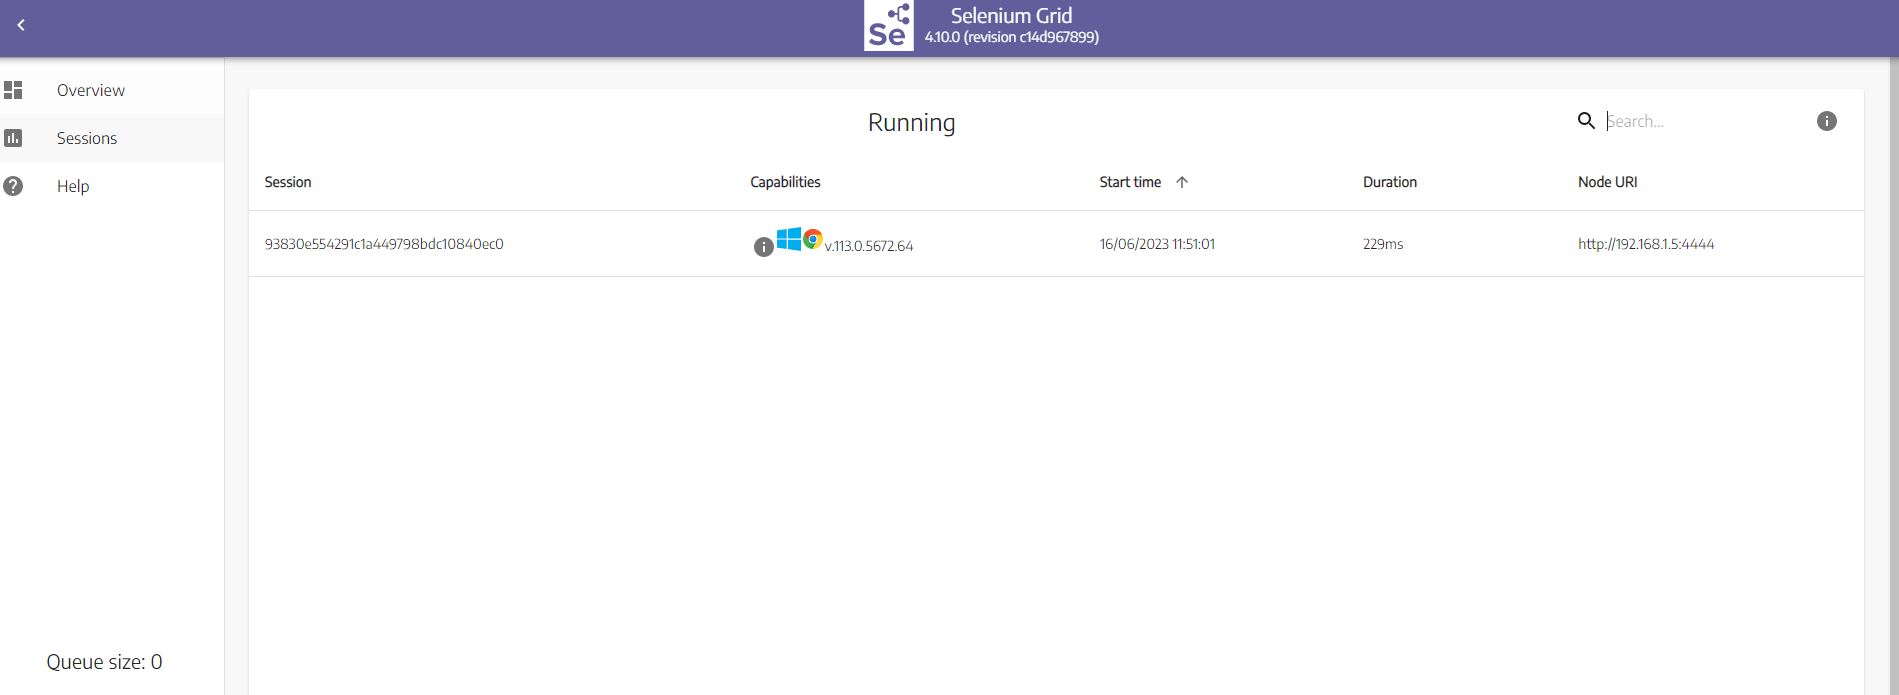 Se
Selenium Grid
4.10.0 (revision c14d967899)
Overview
Sessions
Help
Running
Search...
Session Capabilities Start time Duration Node URI
93830e554291c1a449798bdc10840ec0 v.113.0.5672.64 16/06/2023 11:51:01 229ms http://192.168.1.5:4444
Queue size: 0